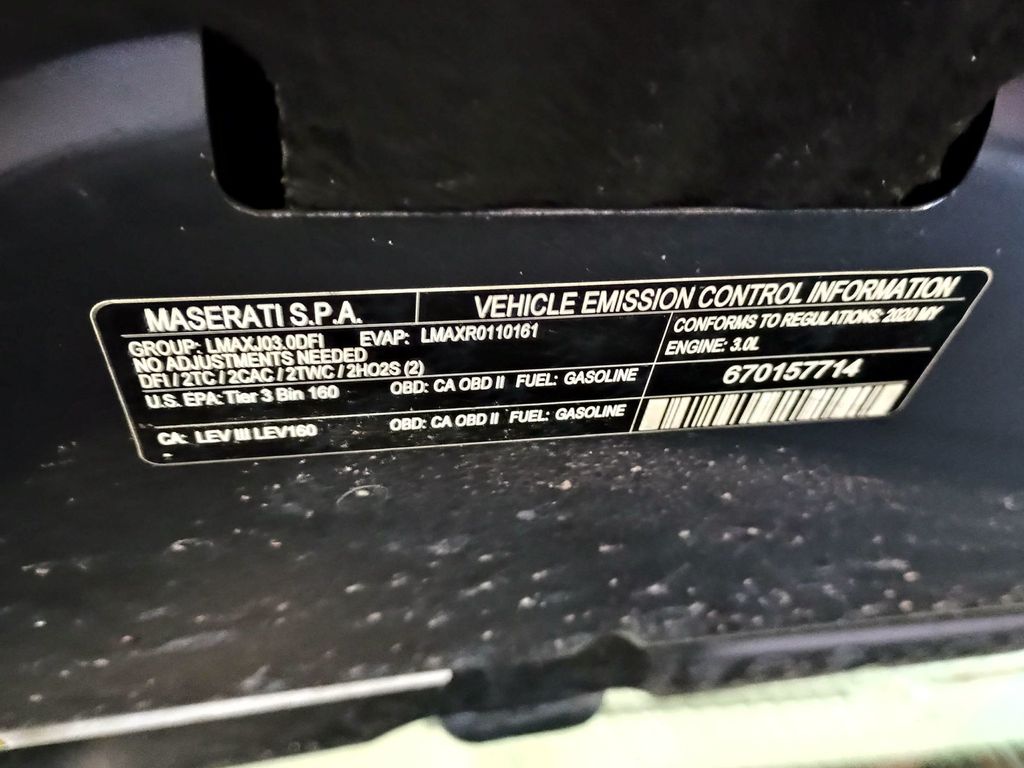 MASERATI S.P.A. VEHICLE EMISSION CONTROL INFORMATION
GROUP: LMAXJ03.0DFI EVAP: LMAXR0110161
NO ADJUSTMENTS NEEDED
DFI / 2TC / 2CAC / 2TWC / 2HO2S (2)
U.S. EPA: Tier 3 Bin 160 OBD: CA OBD II FUEL: GASOLINE
CA: LEV III LEV160 OBD: CA OBD II FUEL: GASOLINE
CONFORMS TO REGULATIONS: 2020 MY
ENGINE: 3.0L
670157714